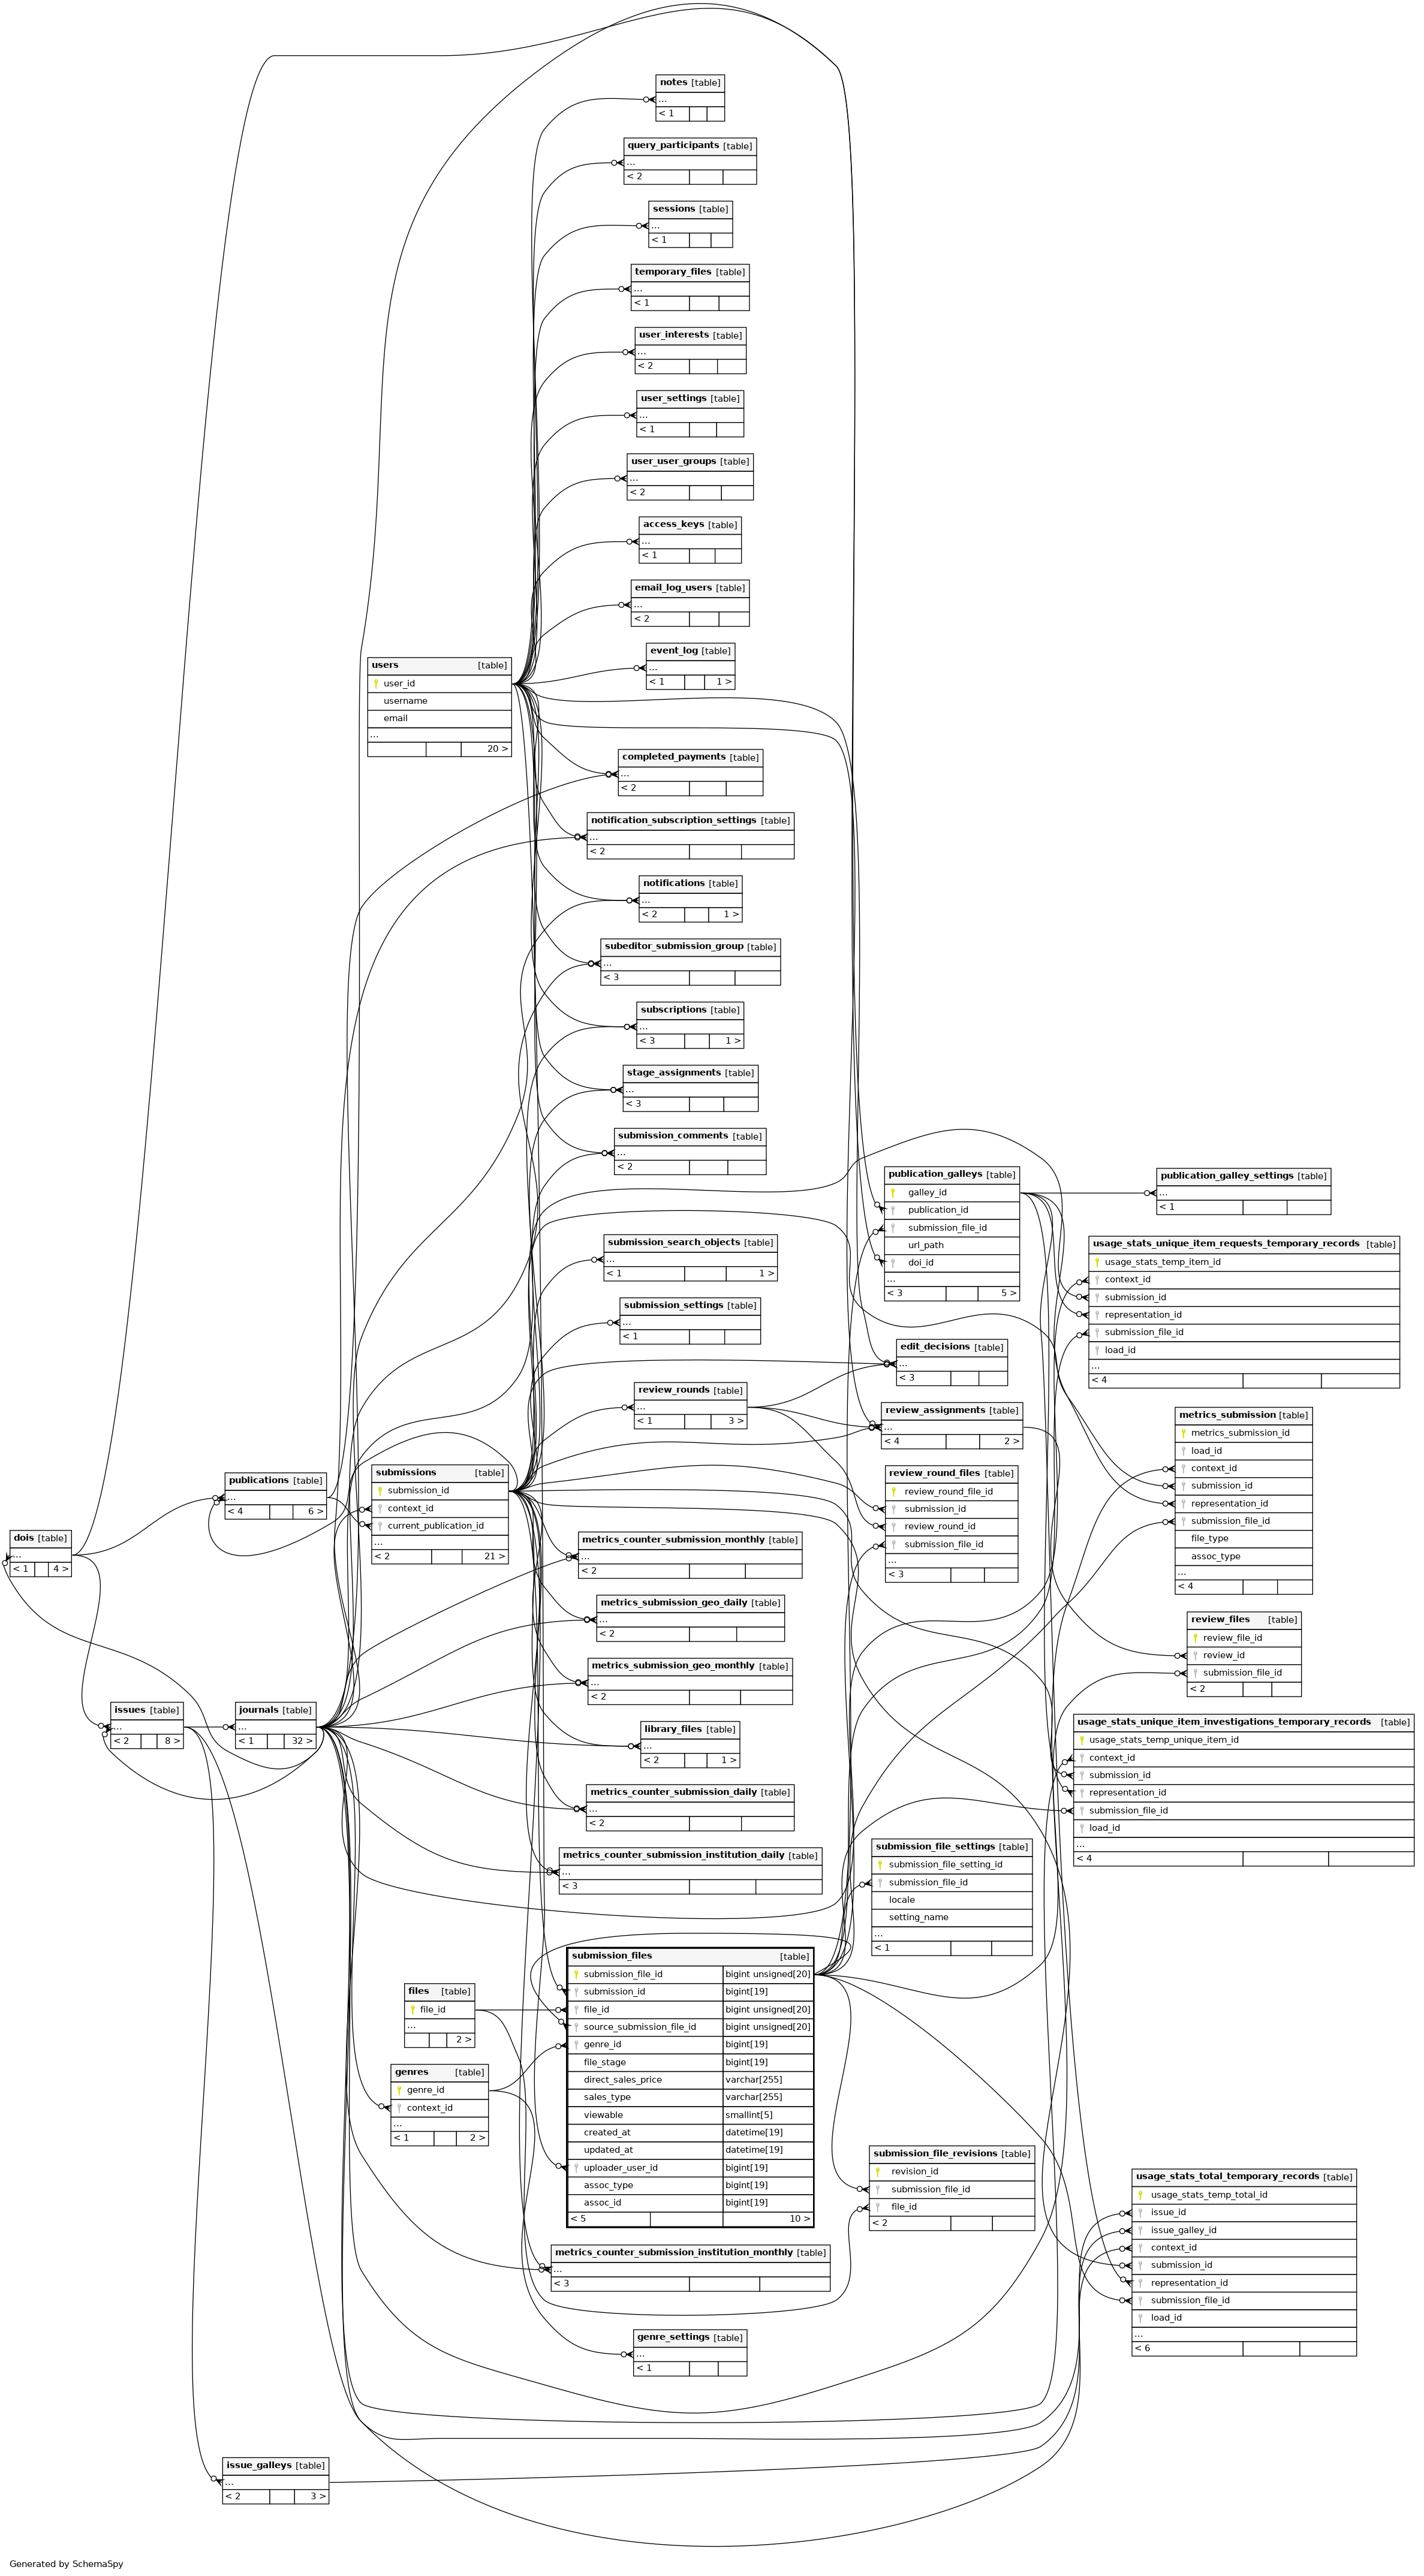 notes [table]
...
< 1
query_participants [table]
...
< 2
sessions [table]
...
< 1
temporary_files [table]
...
< 1
user_interests [table]
...
< 2
user_settings [table]
...
< 1
user_user_groups [table]
...
< 2
access_keys [table]
...
< 1
email_log_users [table]
...
< 2
event_log [table]
...
< 1 1 >
users [table]
user_id
username
email
...
20 >
completed_payments [table]
...
< 2
notification_subscription_settings [table]
...
< 2
notifications [table]
...
< 2 1 >
subeditor_submission_group [table]
...
< 3
subscriptions [table]
...
< 3 1 >
stage_assignments [table]
...
< 3
submission_comments [table]
...
< 2
publication_galleys [table]
galley_id
publication_id
submission_file_id
url_path
doi_id
...
< 3 5 >
publication_galley_settings [table]
...
< 1
submission_search_objects [table]
...
< 1 1 >
usage_stats_unique_item_requests_temporary_records [table]
usage_stats_temp_item_id
context_id
submission_id
representation_id
submission_file_id
load_id
...
< 4
submission_settings [table]
...
< 1
edit_decisions [table]
...
< 3
review_rounds [table]
...
< 1 3 >
review_assignments [table]
...
< 4 2 >
metrics_submission [table]
metrics_submission_id
load_id
context_id
submission_id
representation_id
submission_file_id
file_type
assoc_type
...
< 4
publications [table]
...
< 4 6 >
submissions [table]
submission_id
context_id
current_publication_id
...
< 2 21 >
review_round_files [table]
review_round_file_id
submission_id
review_round_id
submission_file_id
...
< 3
dois [table]
...
< 1 4 >
metrics_counter_submission_monthly [table]
...
< 2
metrics_submission_geo_daily [table]
...
< 2
review_files [table]
review_file_id
review_id
submission_file_id
< 2
metrics_submission_geo_monthly [table]
...
< 2
issues [table]
...
< 2 8 >
journals [table]
...
< 1 32 >
library_files [table]
...
< 2 1 >
usage_stats_unique_item_investigations_temporary_records [table]
usage_stats_temp_unique_item_id
context_id
submission_id
representation_id
submission_file_id
load_id
...
< 4
metrics_counter_submission_daily [table]
...
< 2
metrics_counter_submission_institution_daily [table]
...
< 3
submission_file_settings [table]
submission_file_setting_id
submission_file_id
locale
setting_name
...
< 1
submission_files [table]
submission_file_id bigint unsigned[20]
submission_id bigint[19]
file_id bigint unsigned[20]
source_submission_file_id bigint unsigned[20]
genre_id bigint[19]
file_stage bigint[19]
direct_sales_price varchar[255]
sales_type varchar[255]
viewable smallint[5]
created_at datetime[19]
updated_at datetime[19]
uploader_user_id bigint[19]
assoc_type bigint[19]
assoc_id bigint[19]
< 5 10 >
files [table]
file_id
...
2 >
genres [table]
genre_id
context_id
...
< 1 2 >
submission_file_revisions [table]
revision_id
submission_file_id
file_id
< 2
usage_stats_total_temporary_records [table]
usage_stats_temp_total_id
issue_id
issue_galley_id
context_id
submission_id
representation_id
submission_file_id
load_id
...
< 6
metrics_counter_submission_institution_monthly [table]
...
< 3
genre_settings [table]
...
< 1
issue_galleys [table]
...
< 2 3 >
Generated by SchemaSpy